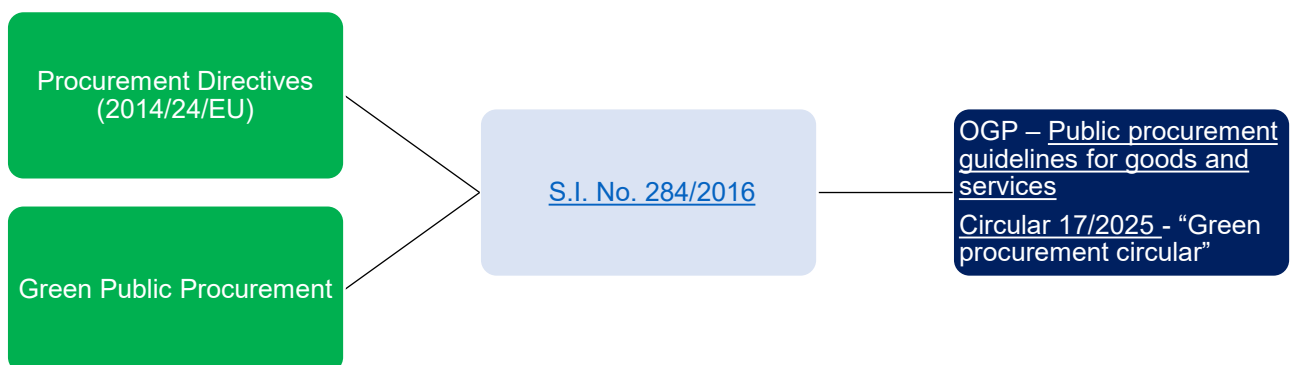 Procurement Directives
(2014/24/EU)
Green Public Procurement
S.I. No. 284/2016
OGP – Public procurement
guidelines for goods and
services
Circular 17/2025 - “Green
procurement circular”